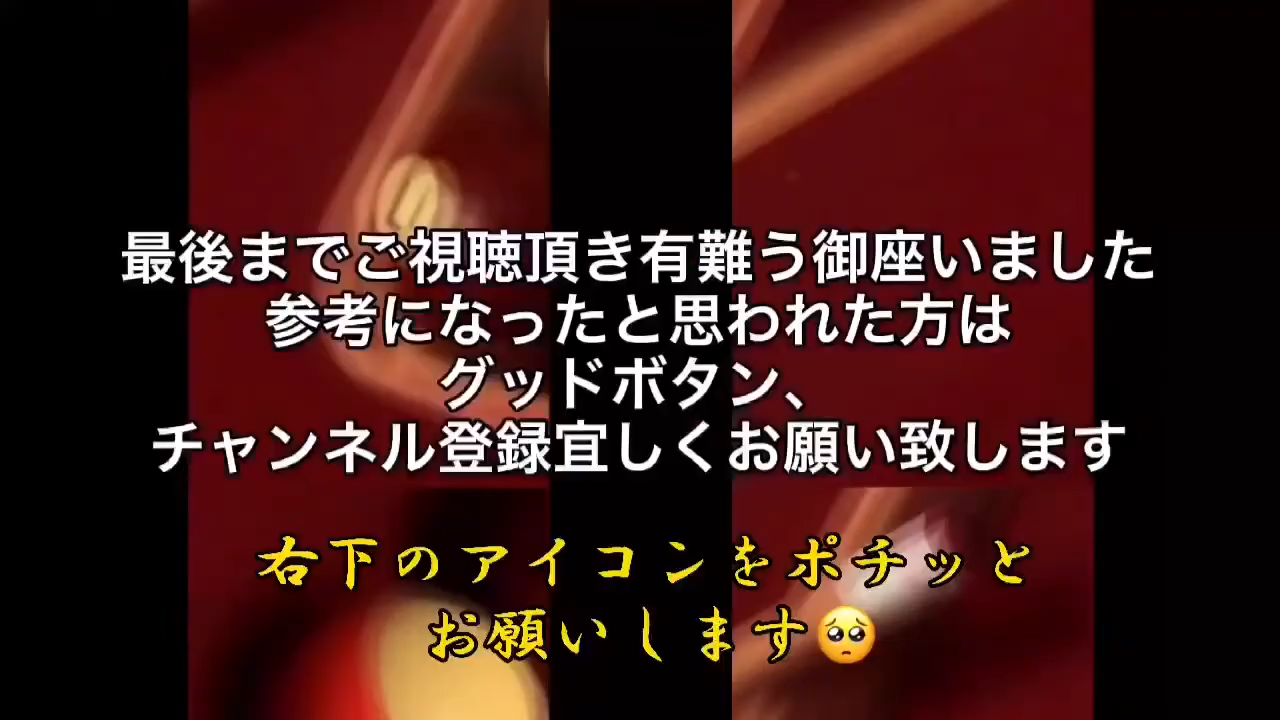 最後までご視聴頂き有難う御座いました
参考になったと思われた方は
グッドボタン、
チャンネル登録宜しくお願い致します
右下のアイコンをポチッと
お願いします🥺